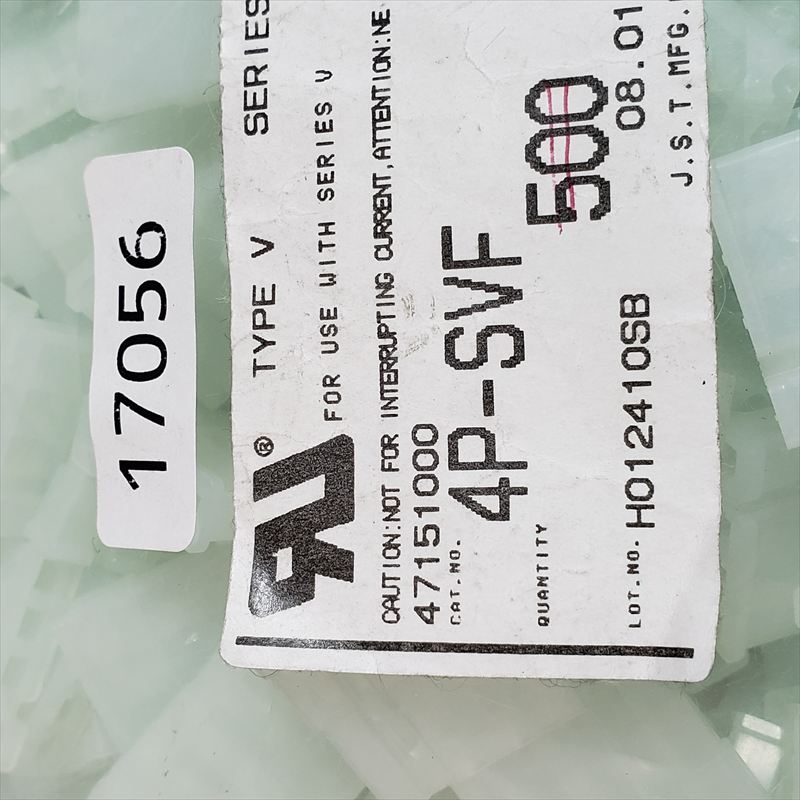 17056
SERIES
TYPE V
®
FOR USE WITH SERIES V
CAUTION:NOT FOR INTERRUPTING CURRENT,ATTENTION:NE
47151000
CAT.NO. 4P-SVF
QUANTITY 500
08.01
LOT.NO. H012410SB
J.S.T.MFG.